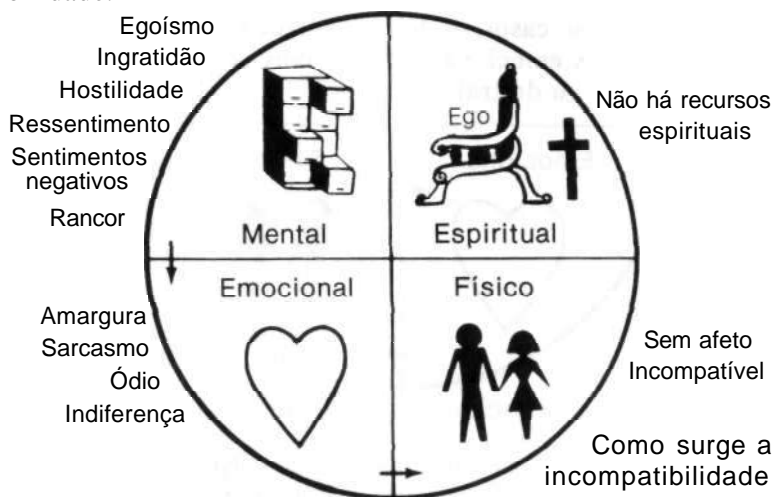 Egoísmo
Ingratidão
Hostilidade
Ressentimento
Sentimentos
negativos
Rancor
Mental
Ego
Espiritual
Não há recursos
espirituais
Emocional
Físico
Amargura
Sarcasmo
Ódio
Indiferença
Sem afeto
Incompatível
Como surge a
incompatibilidade